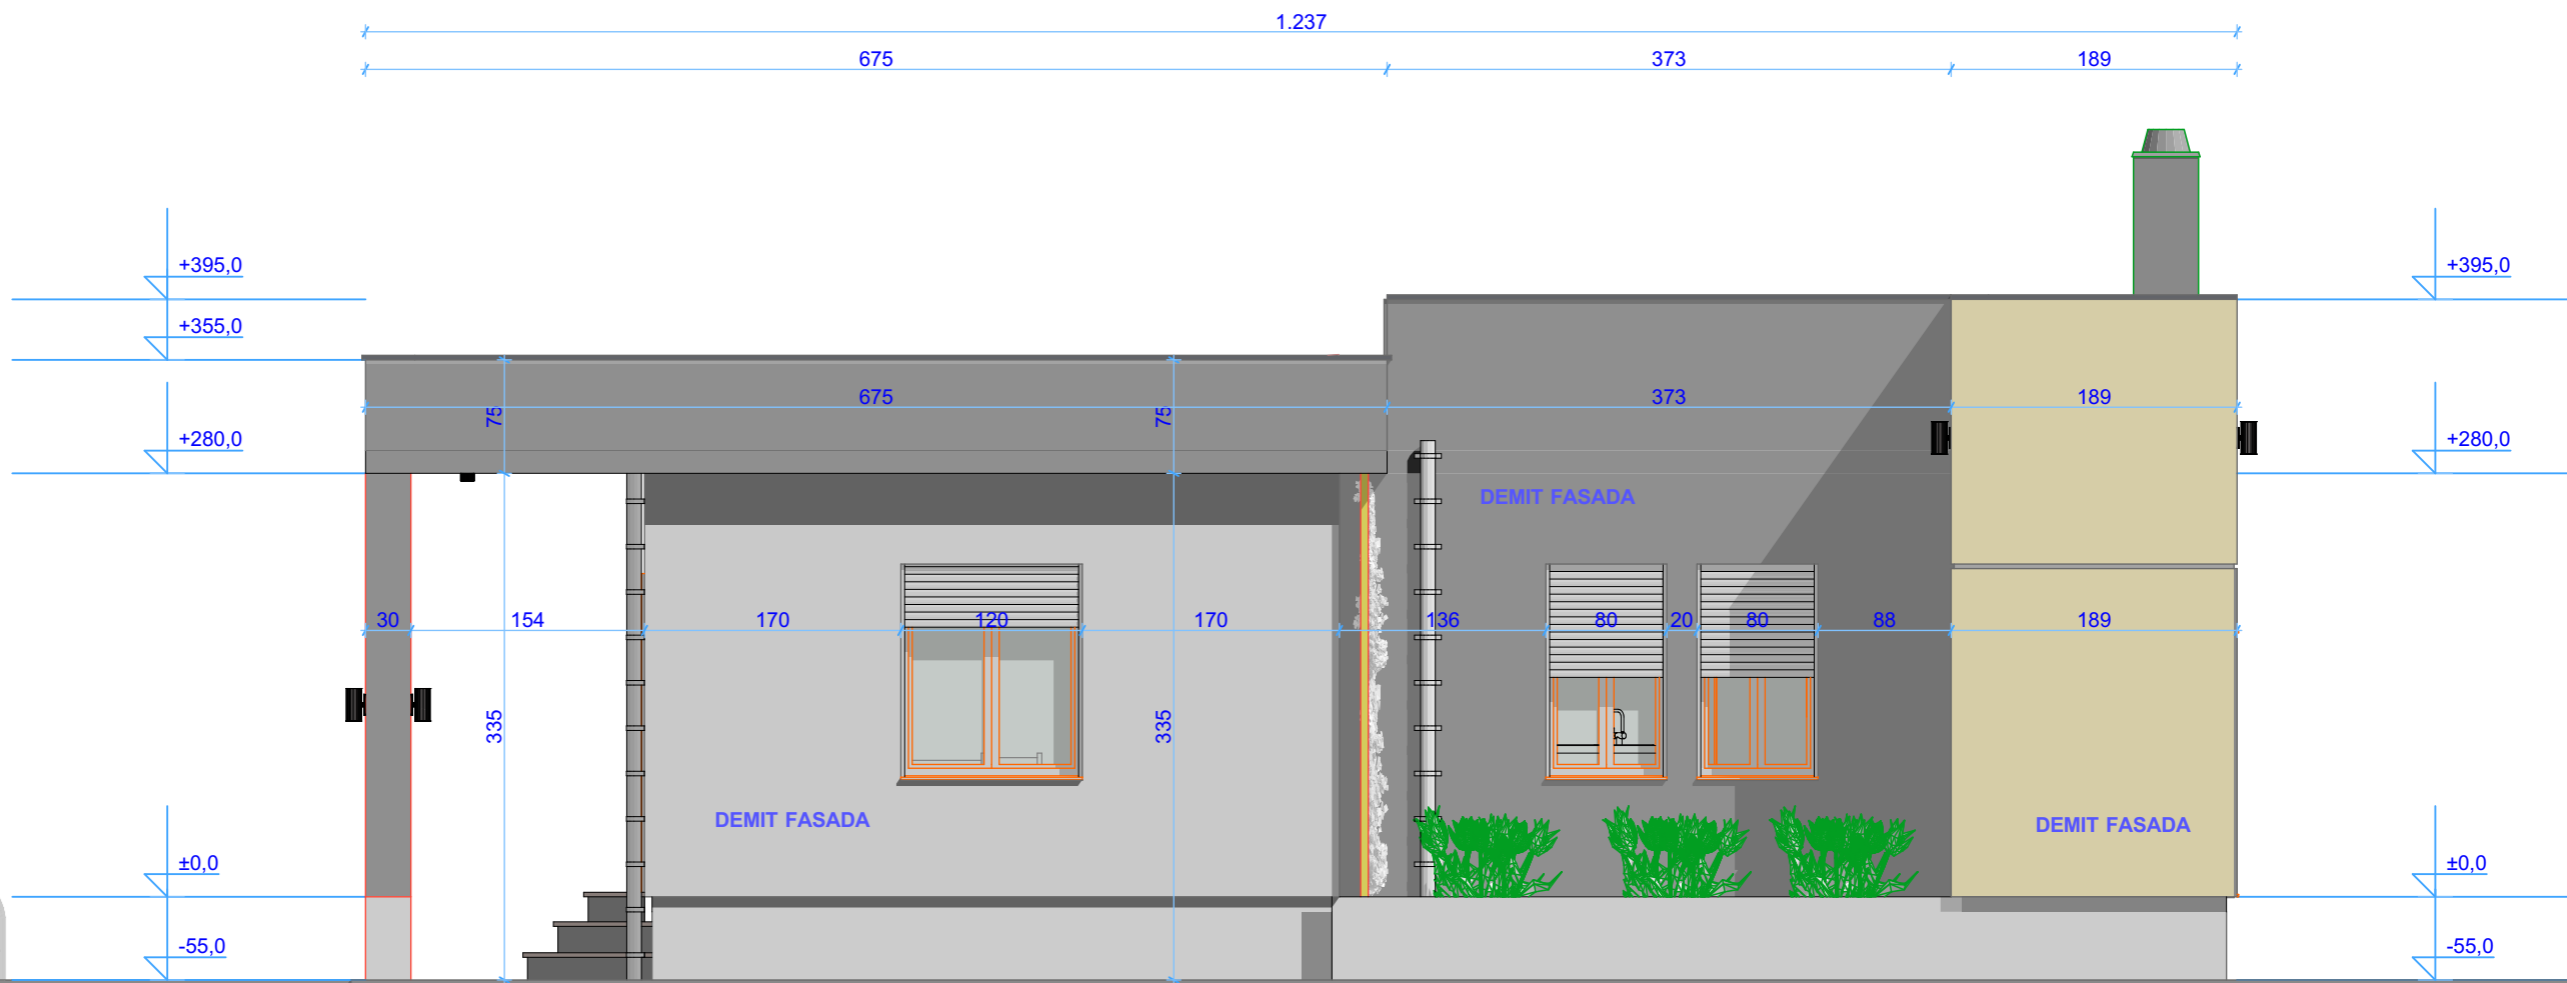 1.237
675 373 189
+395,0 +395,0
+355,0
675 373 189
75 75
+280,0 +280,0
DEMIT FASADA
30 154 170 120 170 136 80 20 80 88 189
335 335
DEMIT FASADA DEMIT FASADA
±0,0 ±0,0
-55,0 -55,0